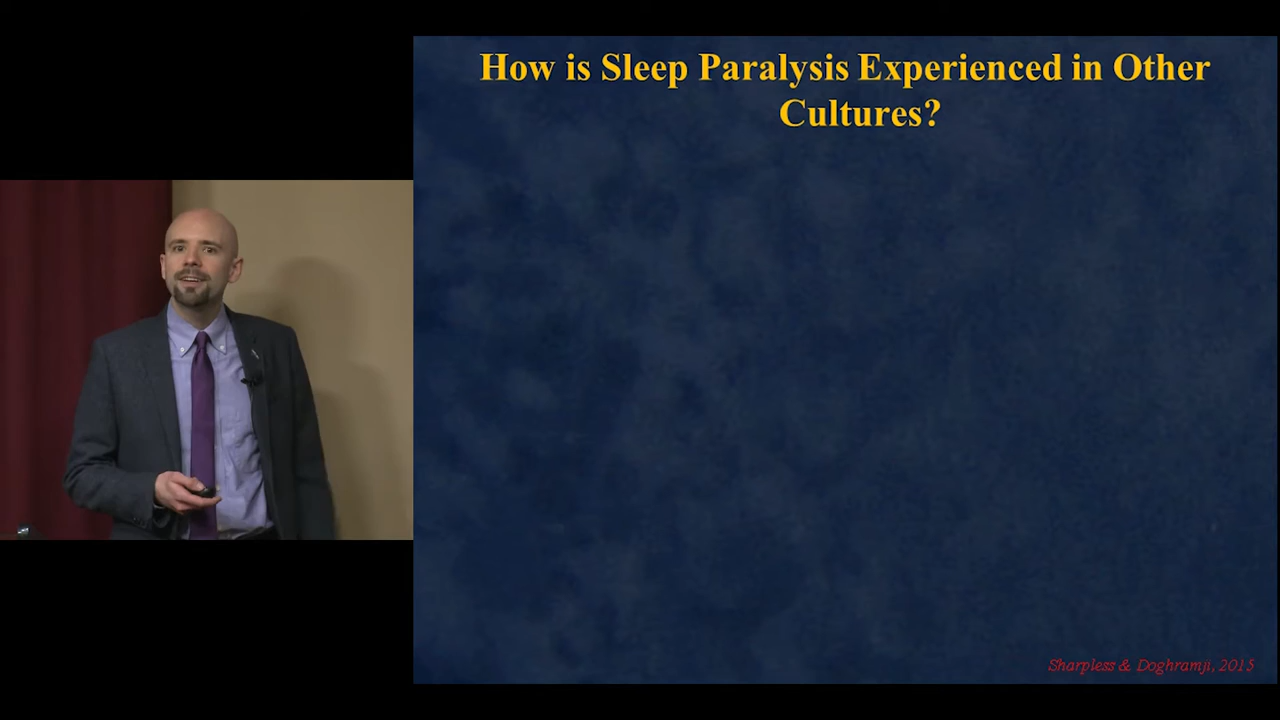 How is Sleep Paralysis Experienced in Other
Cultures?
Sharpless & Doghramji, 2015